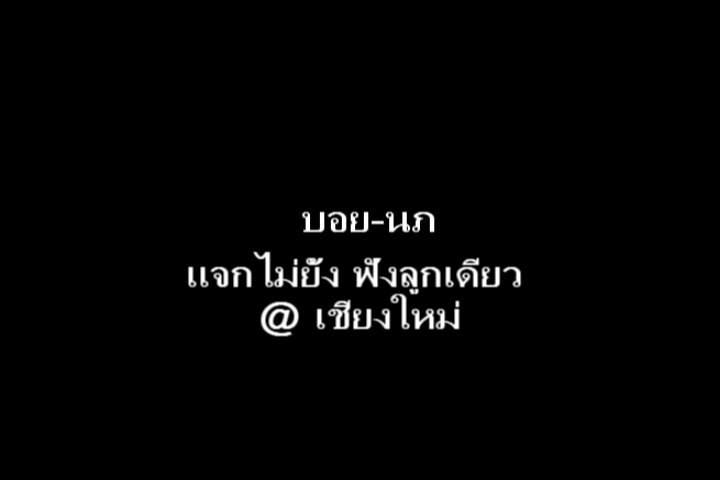 บอย-นภ
แจกไม่ยั้ง ฟังลูกเดียว
@ เชียงใหม่